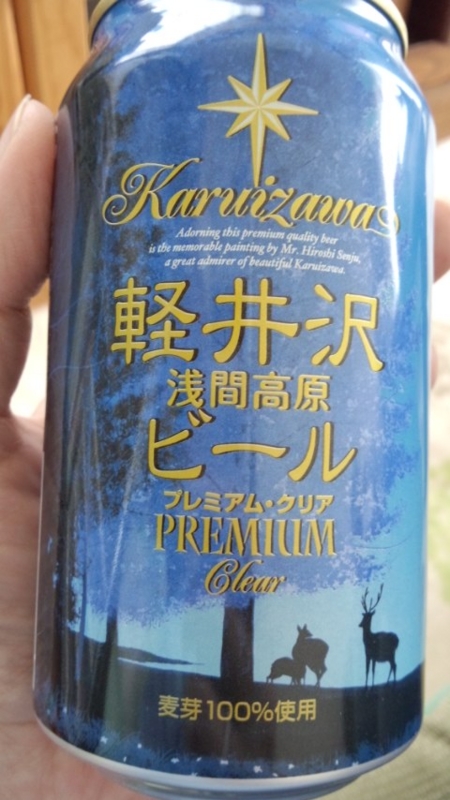 Karuizawa
Adorning this premium quality beer
is the memorable painting by Mr. Hiroshi Senju,
a great admirer of beautiful Karuizawa.
軽井沢
浅間高原
ビール
プレミアム・クリア
PREMIUM
Clear
麦芽100%使用